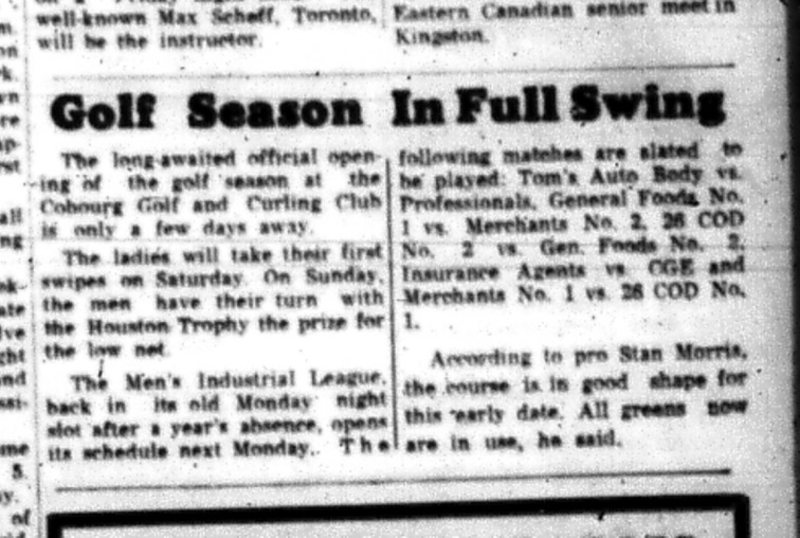 well-known Max Scheff, Toronto,
will be the instructor.
Eastern Canadian senior meet in
Kingston.
Golf Season In Full Swing
The long-awaited official open-
ing of the golf season at the
Cobourg Golf and Curling Club
is only a few days away.
The ladies will take their first
swipes on Saturday. On Sunday,
the men have their turn with
the Houston Trophy the prize for
the low net.
The Men's Industrial League,
back in its old Monday night
slot after a year's absence, opens
its schedule next Monday. The
following matches are slated to
be played: Tom's Auto Body vs.
Professionals, General Foods No.
1 vs. Merchants No. 2, 26 COD
No. 2 vs. Gen. Foods No. 2,
Insurance Agents vs. CGE and
Merchants No. 1 vs. 26 COD No.
1.
According to pro Stan Morris,
the course is in good shape for
this early date. All greens now
are in use, he said.